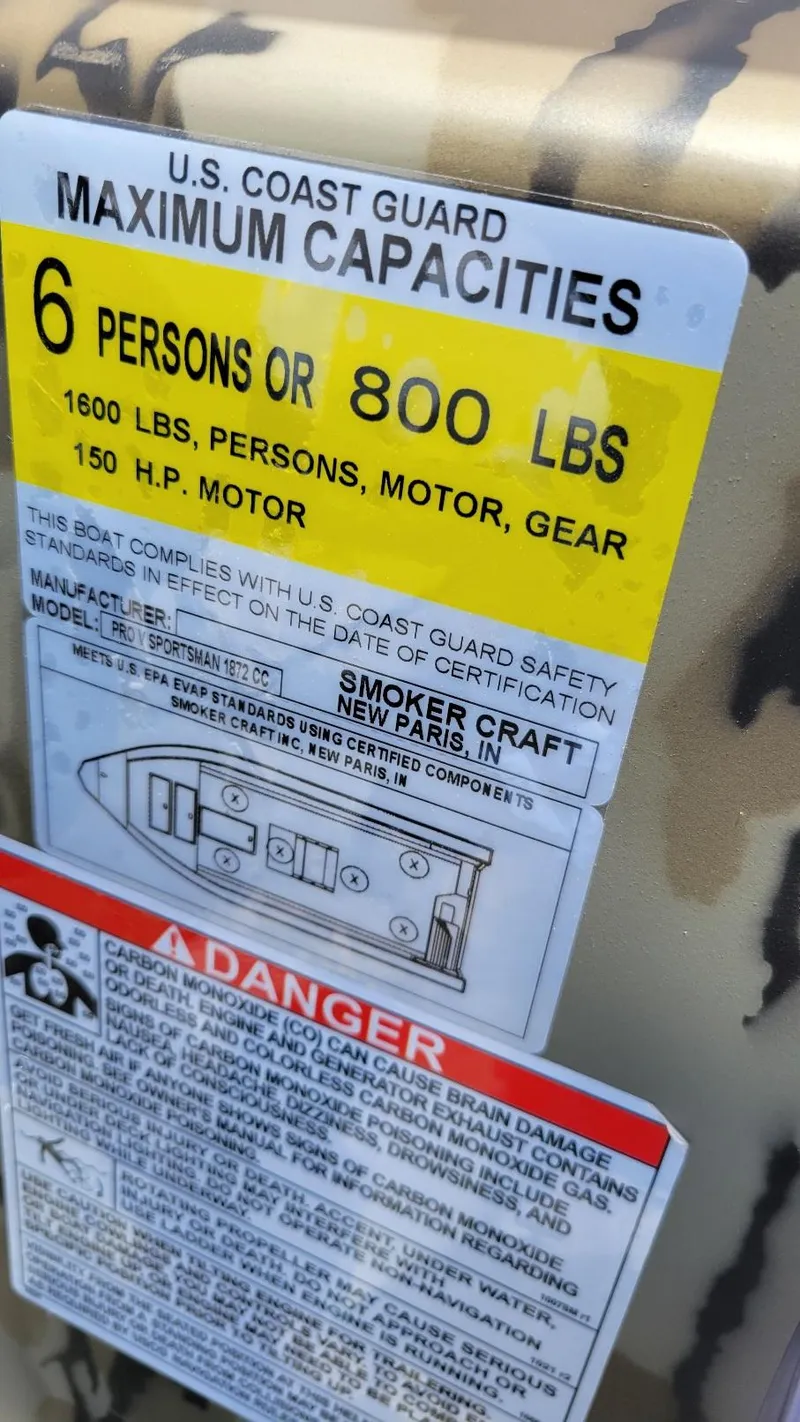 U.S. COAST GUARD
MAXIMUM CAPACITIES
6 PERSONS OR 800 LBS
1600 LBS, PERSONS, MOTOR, GEAR
150 H.P. MOTOR
THIS BOAT COMPLIES WITH U.S. COAST GUARD SAFETY
STANDARDS IN EFFECT ON THE DATE OF CERTIFICATION
MANUFACTURER:
SMOKER CRAFT
NEW PARIS, IN
MODEL: PRO V SPORTSMAN 1872 CC
MEETS U.S. EPA EVAP STANDARDS USING CERTIFIED COMPONENTS
SMOKER CRAFT INC, NEW PARIS, IN
X
X
X
X
X
X
DANGER
CARBON MONOXIDE (CO) CAN CAUSE BRAIN DAMAGE
OR DEATH. ENGINE AND GENERATOR EXHAUST CONTAINS
ODORLESS AND COLORLESS CARBON MONOXIDE GAS.
SIGNS OF CARBON MONOXIDE POISONING INCLUDE
NAUSEA, HEADACHE, DIZZINESS, DROWSINESS, AND
LACK OF CONSCIOUSNESS.
GET FRESH AIR IF ANYONE SHOWS SIGNS OF CARBON MONOXIDE
POISONING. SEE OWNER'S MANUAL FOR INFORMATION REGARDING
CARBON MONOXIDE POISONING.
AVOID SERIOUS INJURY OR DEATH. ACCENT, UNDER WATER,
OR UNDER DECK LIGHTING MAY INTERFERE WITH
NAVIGATION LIGHTING. DO NOT OPERATE NON-NAVIGATION
LIGHTING WHILE UNDERWAY.
ROTATING PROPELLER MAY CAUSE SERIOUS
INJURY OR DEATH. DO NOT APPROACH OR
USE LADDER WHEN ENGINE IS RUNNING.
USE CAUTION WHEN TILTING ENGINE FOR TRAILERING.